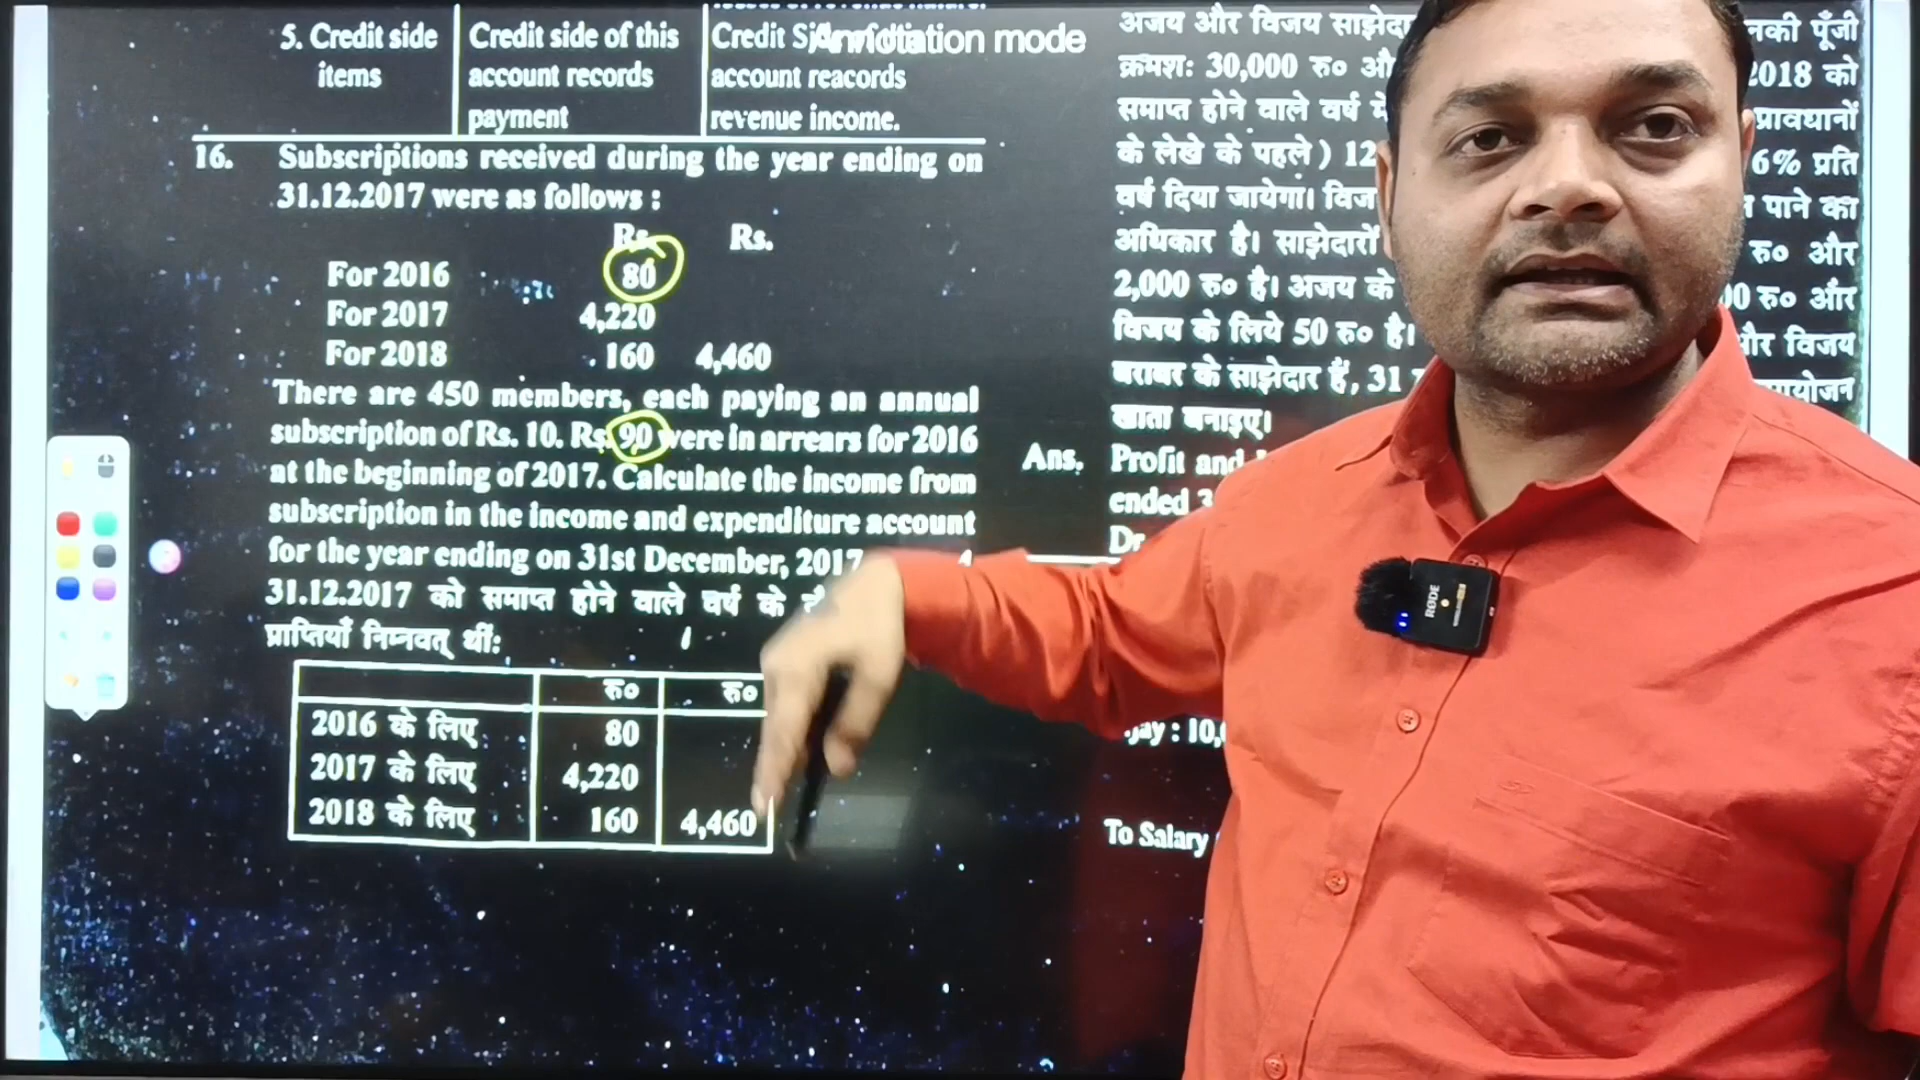 5. Credit side
items
Credit side of this
account records
payment
Credit
account reacords
revenue income.
Annotation mode
16. Subscriptions received during the year ending on
31.12.2017 were as follows :
Rs. Rs.
For 2016 80
For 2017 4,220
For 2018 160 4,460
There are 450 members, each paying an annual
subscription of Rs. 10. Rs. 90 were in arrears for 2016
at the beginning of 2017. Calculate the income from
subscription in the income and expenditure account
for the year ending on 31st December, 2017
31.12.2017 को समाप्त होने वाले वर्ष के
प्राप्तियाँ निम्नवत् थीं:
रु० रु०
2016 के लिए 80
2017 के लिए 4,220
2018 के लिए 160 4,460
अजय और विजय साझेदा नकी पूँजी
क्रमश: 30,000 रु० औ 2018 को
समाप्त होने वाले वर्ष में प्रावधानों
के लेखे के पहले ) 12 6% प्रति
वर्ष दिया जायेगा। विज पाने का
अधिकार है। साझेदारों रु० और
2,000 रु० है। अजय के 00 रु० और
विजय के लिये 50 रु० है। और विजय
बराबर के साझेदार हैं, 31 मायोजन
खाता बनाइए।
Ans. Profit and
ended 3
Dr
jay : 10,
To Salary
RØDE